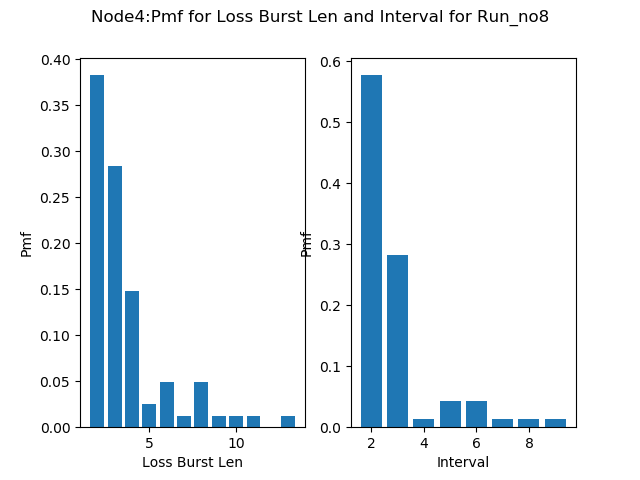 Node4:Pmf for Loss Burst Len and Interval for Run_no8
0.40
0.35
0.30
0.25
0.20
0.15
0.10
0.05
0.00
Pmf
5 10
Loss Burst Len
0.6
0.5
0.4
0.3
0.2
0.1
0.0
Pmf
2 4 6 8
Interval